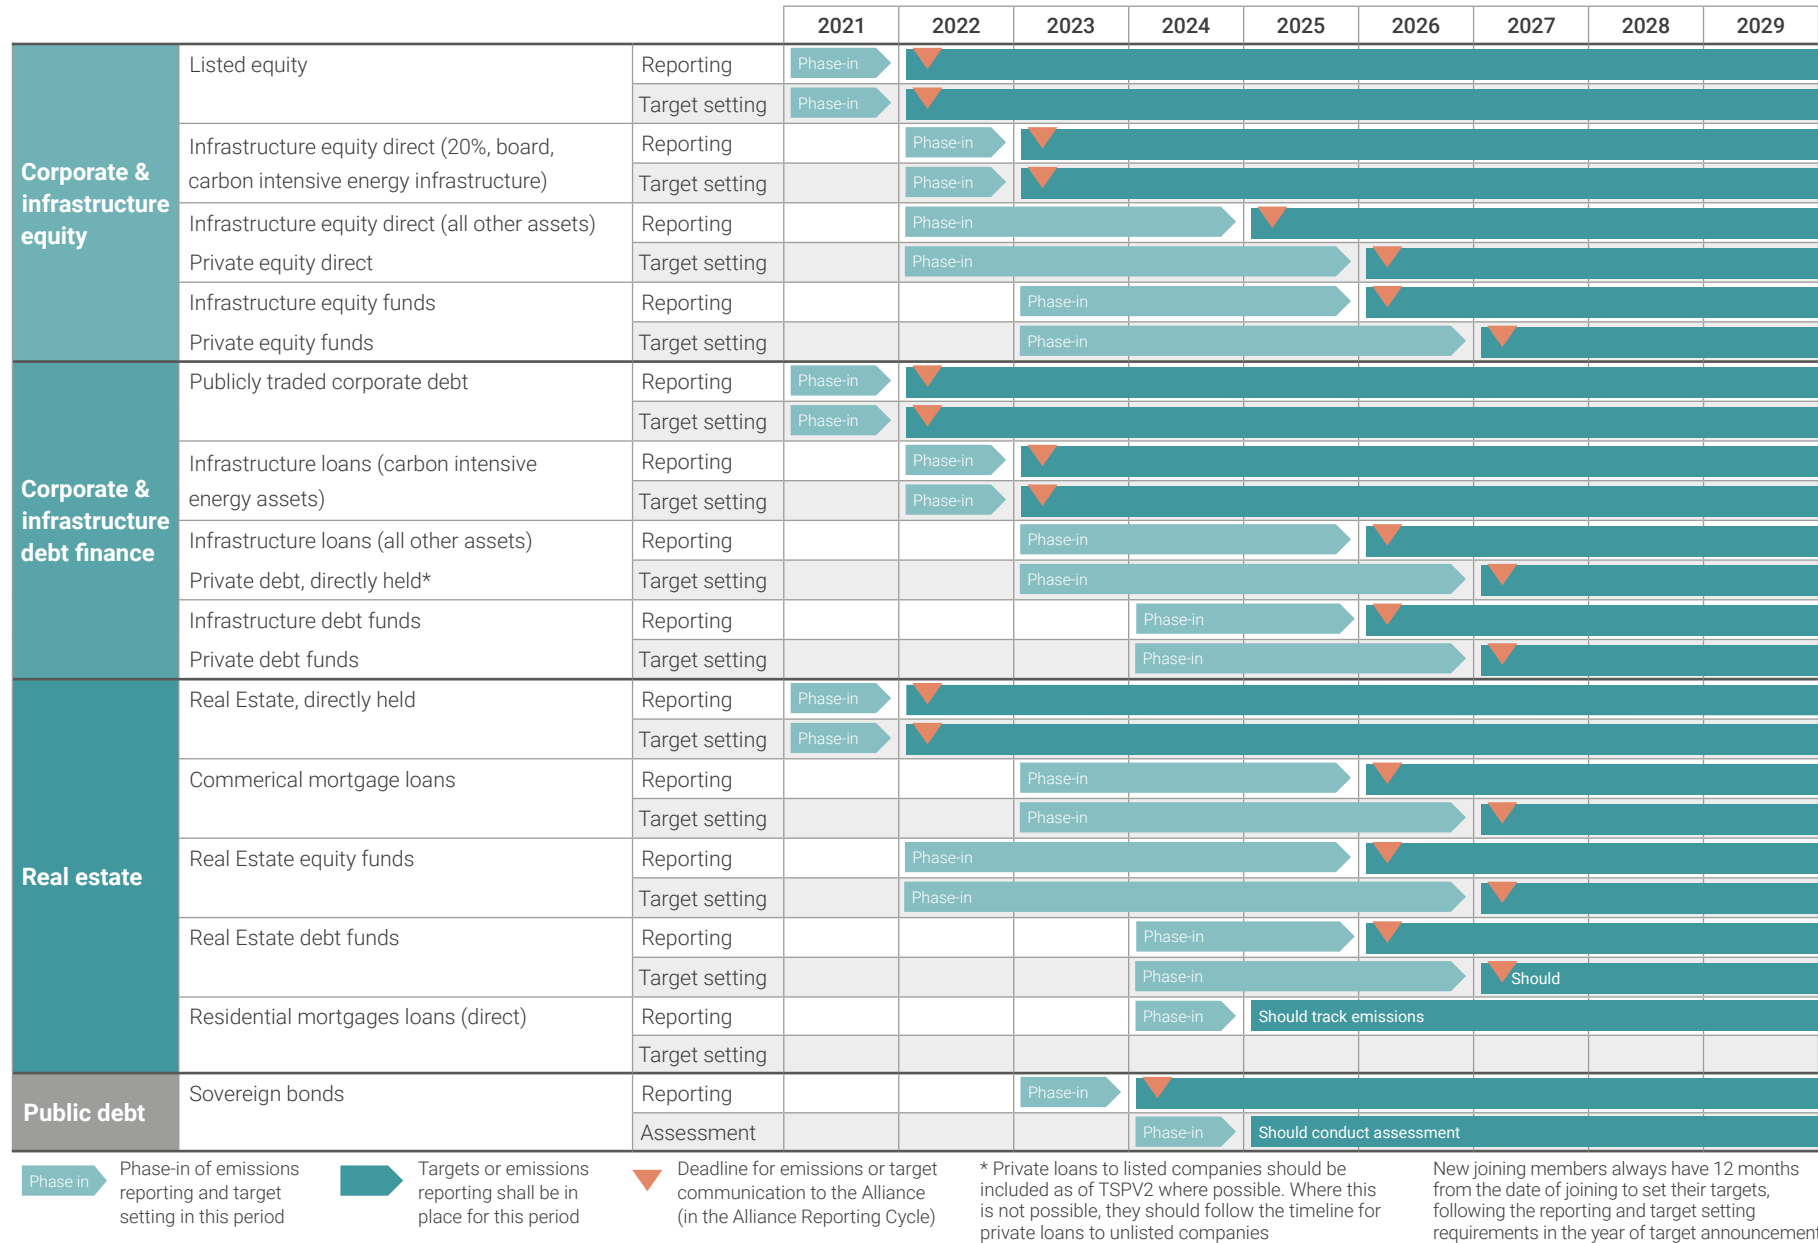 2021 2022 2023 2024 2025 2026 2027 2028 2029
Corporate &
infrastructure
equity
Listed equity
Reporting
Phase-in
Target setting
Phase-in
Infrastructure equity direct (20%, board,
carbon intensive energy infrastructure)
Reporting
Phase-in
Target setting
Phase-in
Infrastructure equity direct (all other assets)
Reporting
Phase-in
Private equity direct
Target setting
Phase-in
Infrastructure equity funds
Reporting
Phase-in
Private equity funds
Target setting
Phase-in
Corporate &
infrastructure
debt finance
Publicly traded corporate debt
Reporting
Phase-in
Target setting
Phase-in
Infrastructure loans (carbon intensive
energy assets)
Reporting
Phase-in
Target setting
Phase-in
Infrastructure loans (all other assets)
Reporting
Phase-in
Private debt, directly held*
Target setting
Phase-in
Infrastructure debt funds
Reporting
Phase-in
Private debt funds
Target setting
Phase-in
Real estate
Real Estate, directly held
Reporting
Phase-in
Target setting
Phase-in
Commerical mortgage loans
Reporting
Phase-in
Target setting
Phase-in
Real Estate equity funds
Reporting
Phase-in
Target setting
Phase-in
Real Estate debt funds
Reporting
Phase-in
Target setting
Phase-in
Should
Residential mortgages loans (direct)
Reporting
Phase-in
Should track emissions
Target setting
Public debt
Sovereign bonds
Reporting
Phase-in
Assessment
Phase-in
Should conduct assessment
Phase in
Phase-in of emissions
reporting and target
setting in this period
Targets or emissions
reporting shall be in
place for this period
Deadline for emissions or target
communication to the Alliance
(in the Alliance Reporting Cycle)
* Private loans to listed companies should be
included as of TSPV2 where possible. Where this
is not possible, they should follow the timeline for
private loans to unlisted companies
New joining members always have 12 months
from the date of joining to set their targets,
following the reporting and target setting
requirements in the year of target announcement